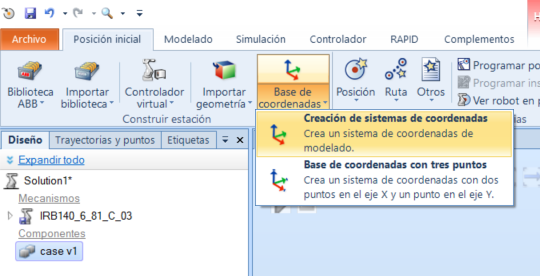 Archivo Posición inicial Modelado Simulación Controlador RAPID Complementos
Biblioteca ABB
Importar biblioteca
Controlador virtual
Importar geometría
Base de coordenadas
Posición
Ruta
Otros
Programar po
Programar ins
Ver robot en p
Construir estación
Creación de sistemas de coordenadas
Crea un sistema de coordenadas de
modelado.
Base de coordenadas con tres puntos
Crea un sistema de coordenadas con dos
puntos en el eje X y un punto en el eje Y.
Diseño Trayectorias y puntos Etiquetas
Expandir todo
Solution1*
Mecanismos
IRB140_6_81_C_03
Componentes
case v1